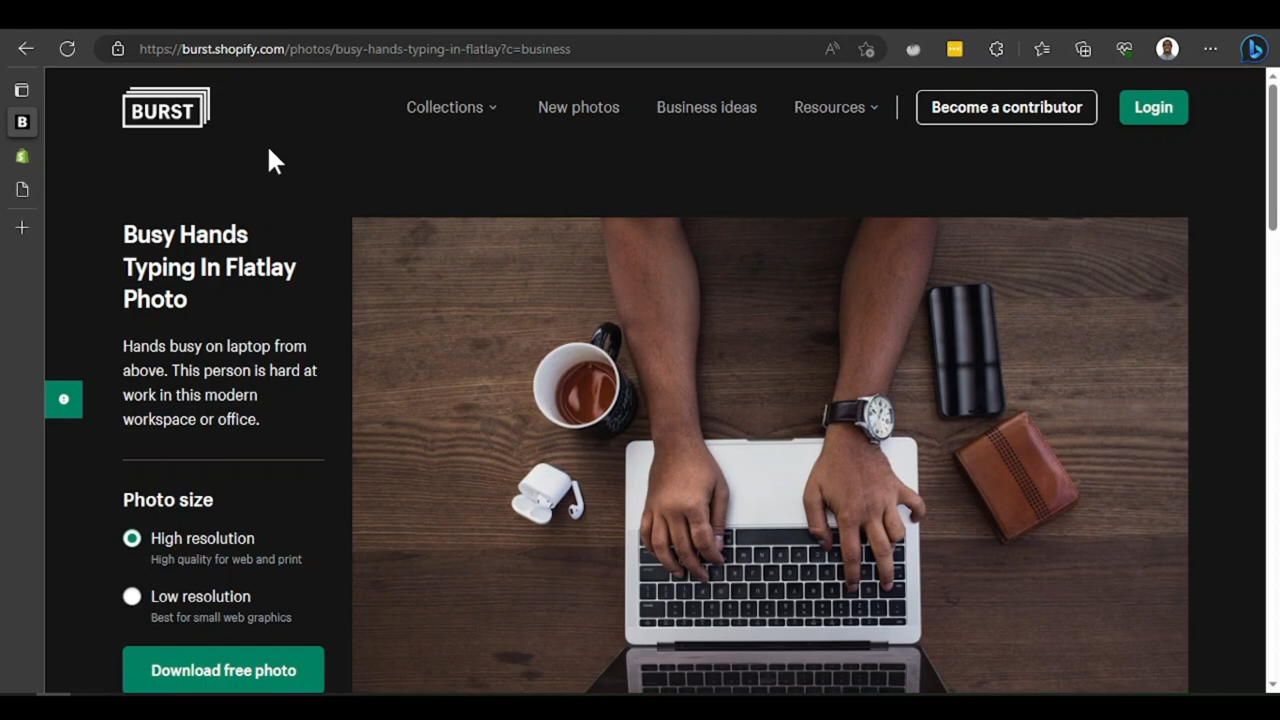 https://burst.shopify.com/photos/busy-hands-typing-in-flatlay?c=business
BURST
Collections
New photos
Business ideas
Resources
Become a contributor
Login
Busy Hands
Typing In Flatlay
Photo
Hands busy on laptop from
above. This person is hard at
work in this modern
workspace or office.
Photo size
High resolution
High quality for web and print
Low resolution
Best for small web graphics
Download free photo